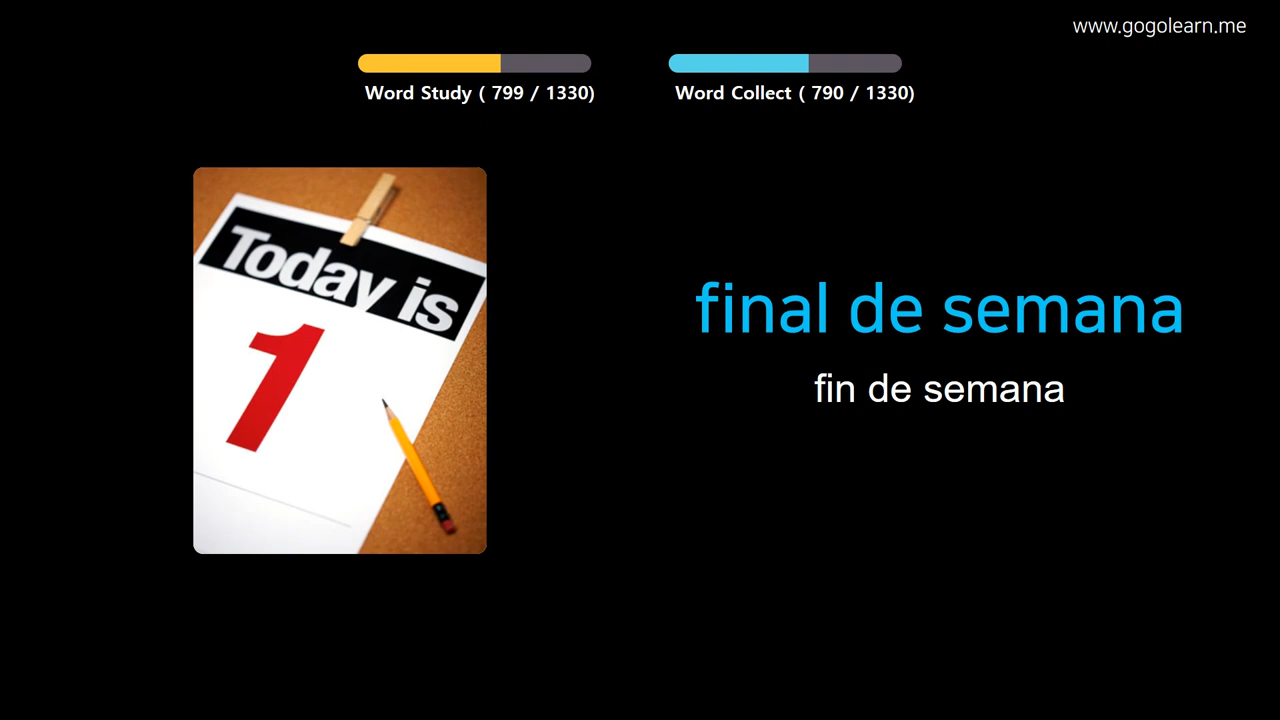 www.gogolearn.me
Word Study ( 799 / 1330)
Word Collect ( 790 / 1330)
Today is
1
final de semana
fin de semana